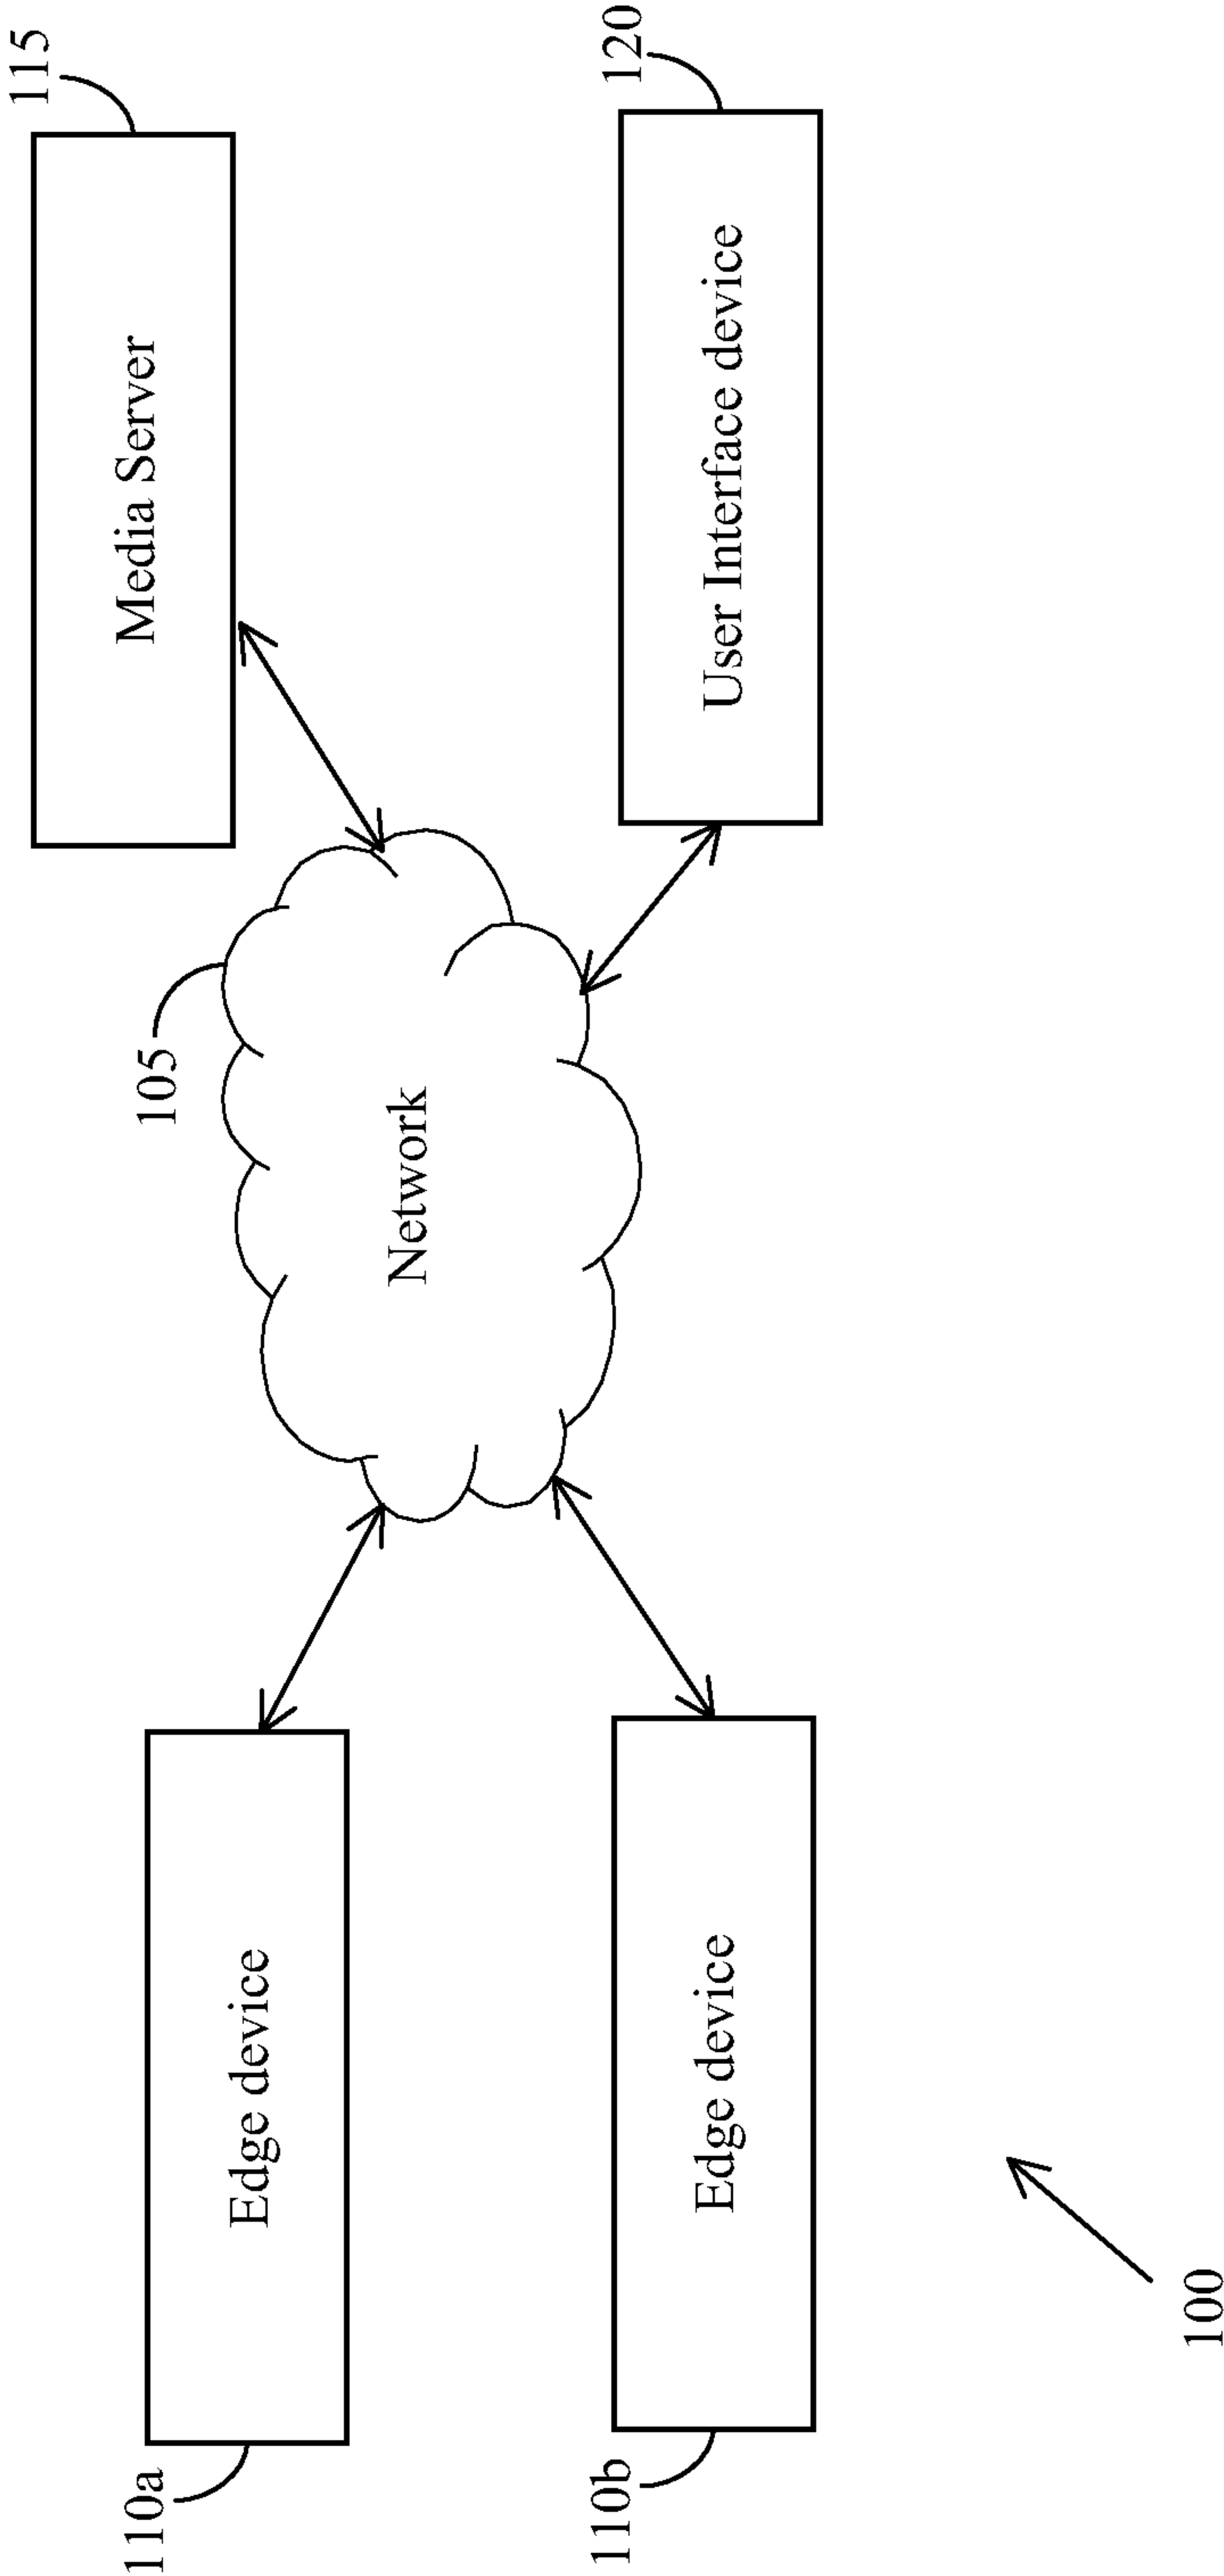 115
Media Server
105
110a
Edge device
Network
120
User Interface device
110b
Edge device
100